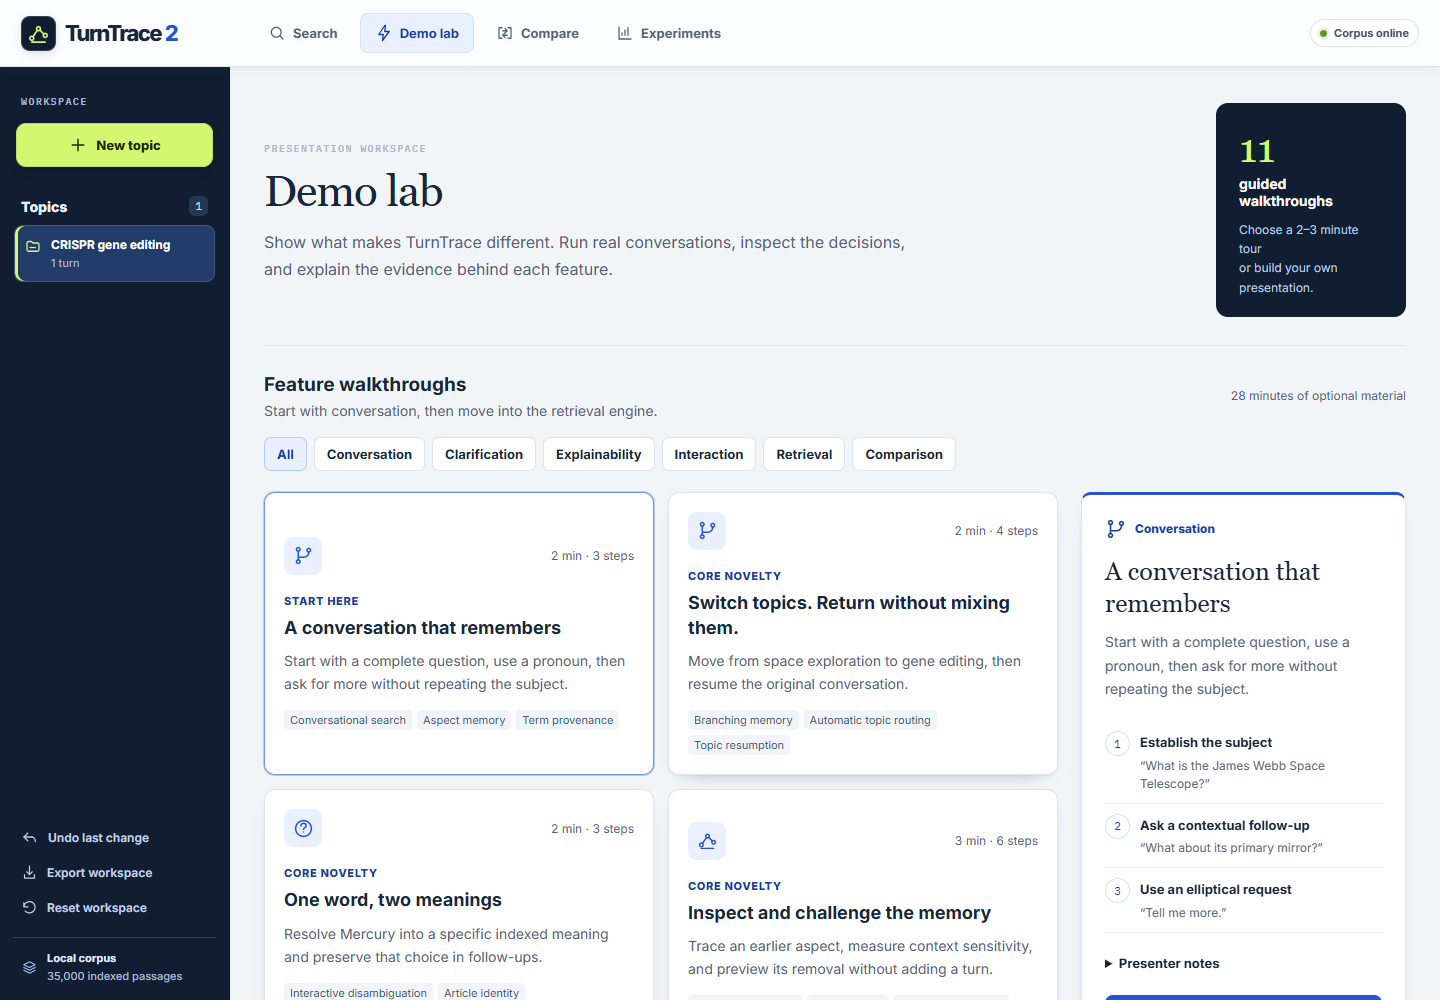 TurnTrace 2
Search
Demo lab
Compare
Experiments
Corpus online
WORKSPACE
New topic
Topics
1
CRISPR gene editing
1 turn
Undo last change
Export workspace
Reset workspace
Local corpus
35,000 indexed passages
PRESENTATION WORKSPACE
Demo lab
Show what makes TurnTrace different. Run real conversations, inspect the decisions,
and explain the evidence behind each feature.
11
guided
walkthroughs
Choose a 2–3 minute
tour
or build your own
presentation.
Feature walkthroughs
Start with conversation, then move into the retrieval engine.
28 minutes of optional material
All
Conversation
Clarification
Explainability
Interaction
Retrieval
Comparison
2 min · 3 steps
START HERE
A conversation that remembers
Start with a complete question, use a pronoun, then
ask for more without repeating the subject.
Conversational search
Aspect memory
Term provenance
2 min · 4 steps
CORE NOVELTY
Switch topics. Return without mixing
them.
Move from space exploration to gene editing, then
resume the original conversation.
Branching memory
Automatic topic routing
Topic resumption
2 min · 3 steps
CORE NOVELTY
One word, two meanings
Resolve Mercury into a specific indexed meaning
and preserve that choice in follow-ups.
Interactive disambiguation
Article identity
3 min · 6 steps
CORE NOVELTY
Inspect and challenge the memory
Trace an earlier aspect, measure context sensitivity,
and preview its removal without adding a turn.
Conversation
A conversation that
remembers
Start with a complete question, use a
pronoun, then ask for more without
repeating the subject.
1
Establish the subject
“What is the James Webb Space
Telescope?”
2
Ask a contextual follow-up
“What about its primary mirror?”
3
Use an elliptical request
“Tell me more.”
Presenter notes